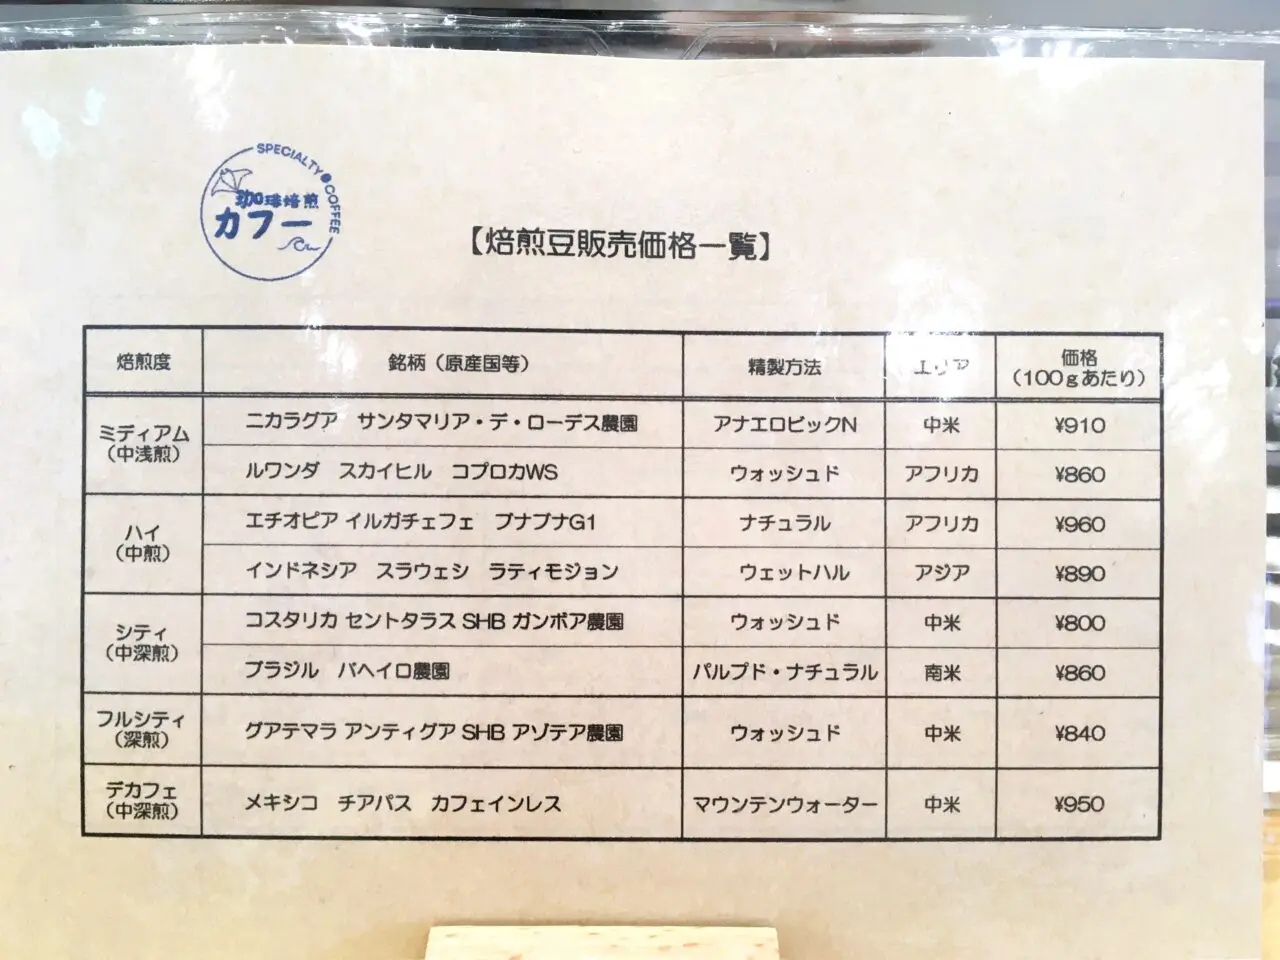 SPECIALTY●COFFEE
珈琲焙煎
カフー
【焙煎豆販売価格一覧】
焙煎度 銘柄（原産国等） 精製方法 エリア 価格（100gあたり）
ミディアム（中浅煎） ニカラグア サンタマリア・デ・ローデス農園 アナエロビックN 中米 ¥910
ルワンダ スカイヒル コプロカWS ウォッシュド アフリカ ¥860
ハイ（中煎） エチオピア イルガチェフェ ブナブナG1 ナチュラル アフリカ ¥960
インドネシア スラウェシ ラティモジョン ウェットハル アジア ¥890
シティ（中深煎） コスタリカ セントタラス SHB ガンボア農園 ウォッシュド 中米 ¥800
ブラジル バヘイロ農園 パルプド・ナチュラル 南米 ¥860
フルシティ（深煎） グアテマラ アンティグア SHB アゾテア農園 ウォッシュド 中米 ¥840
デカフェ（中深煎） メキシコ チアパス カフェインレス マウンテンウォーター 中米 ¥950